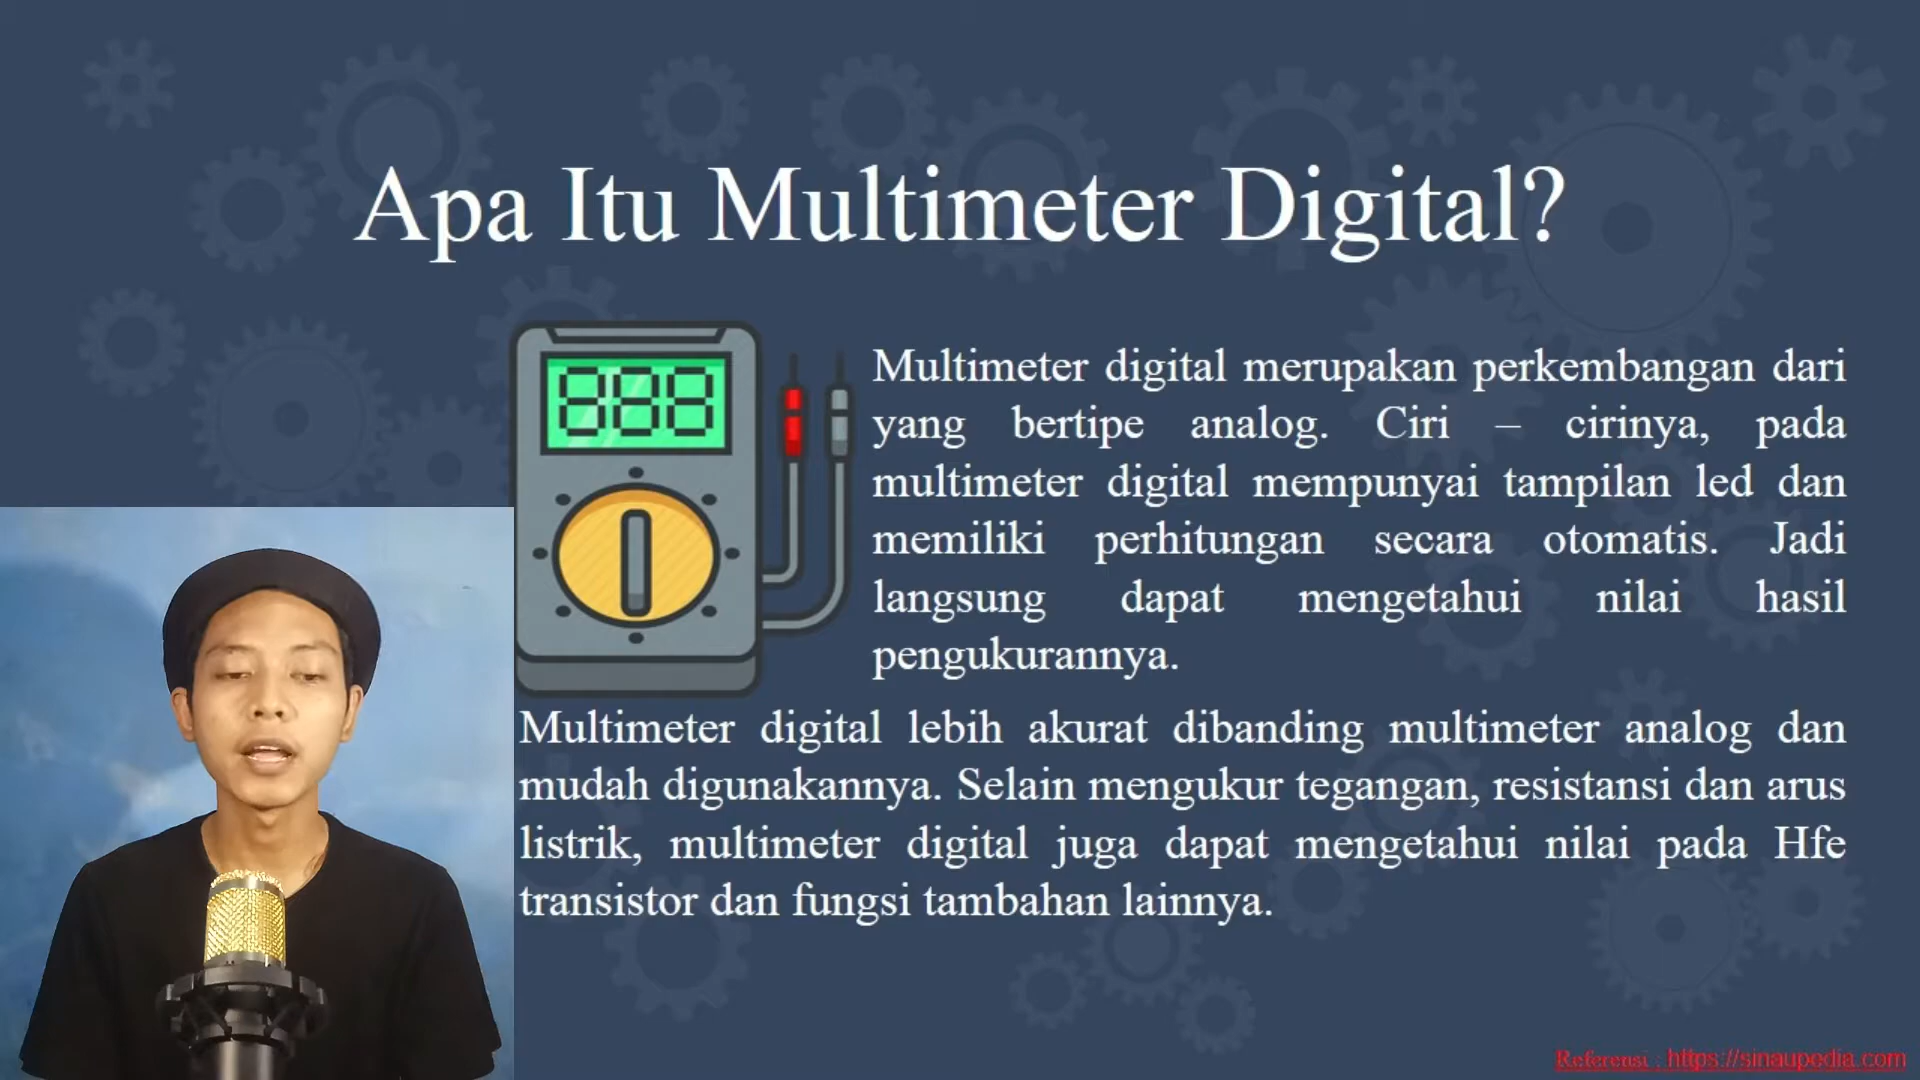 Apa Itu Multimeter Digital?
888
Multimeter digital merupakan perkembangan dari
yang bertipe analog. Ciri – cirinya, pada
multimeter digital mempunyai tampilan led dan
memiliki perhitungan secara otomatis. Jadi
langsung dapat mengetahui nilai hasil
pengukurannya.
Multimeter digital lebih akurat dibanding multimeter analog dan
mudah digunakannya. Selain mengukur tegangan, resistansi dan arus
listrik, multimeter digital juga dapat mengetahui nilai pada Hfe
transistor dan fungsi tambahan lainnya.
Referensi : https://sinaupedia.com